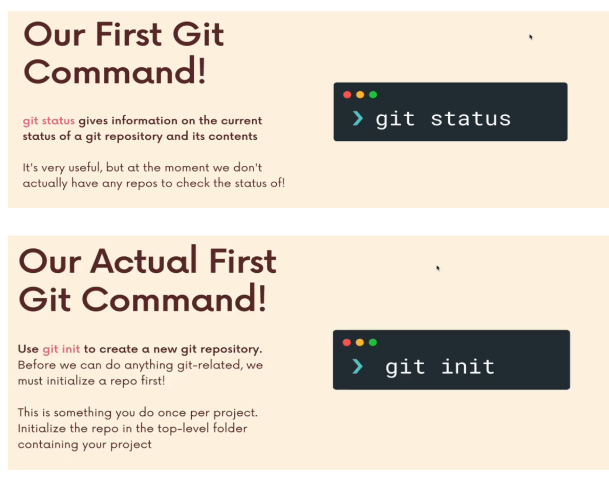 Our First Git
Command!
git status gives information on the current
status of a git repository and its contents
It's very useful, but at the moment we don't
actually have any repos to check the status of!
❯ git status
Our Actual First
Git Command!
Use git init to create a new git repository.
Before we can do anything git-related, we
must initialize a repo first!
This is something you do once per project.
Initialize the repo in the top-level folder
containing your project
❯ git init